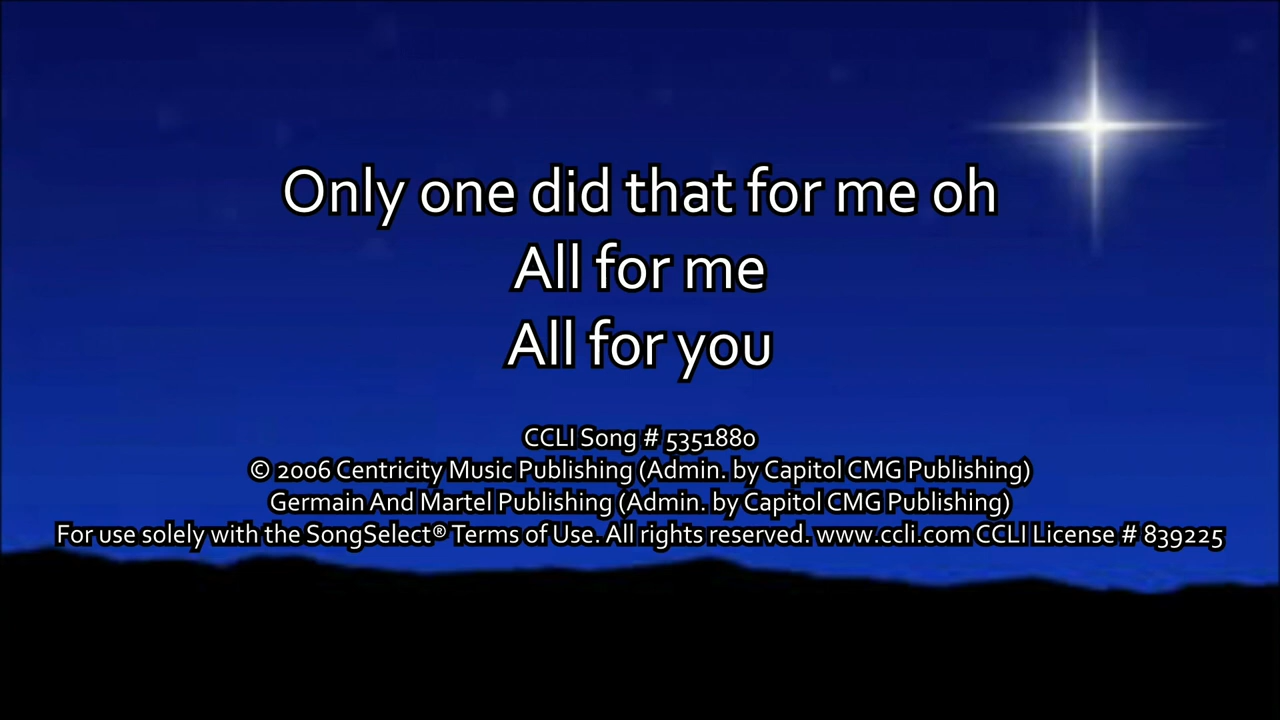 Only one did that for me oh
All for me
All for you
CCLI Song # 5351880
© 2006 Centricity Music Publishing (Admin. by Capitol CMG Publishing)
Germain And Martel Publishing (Admin. by Capitol CMG Publishing)
For use solely with the SongSelect® Terms of Use. All rights reserved. www.ccli.com CCLI License # 839225